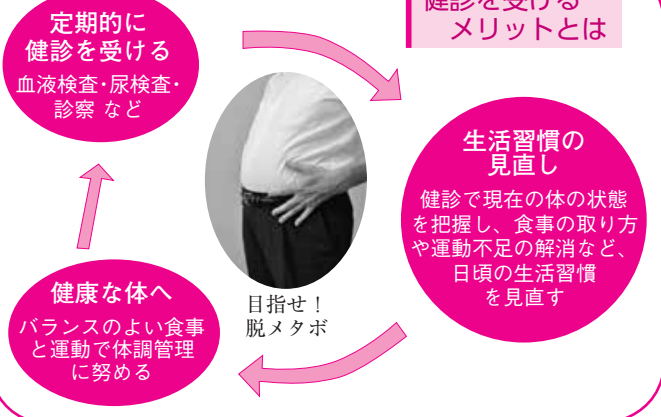 健診を受ける
メリットとは
定期的に
健診を受ける
血液検査・尿検査・
診察 など
生活習慣の
見直し
健診で現在の体の状態
を把握し、食事の取り方
や運動不足の解消など、
日頃の生活習慣
を見直す
健康な体へ
バランスのよい食事
と運動で体調管理
に努める
目指せ！
脱メタボ